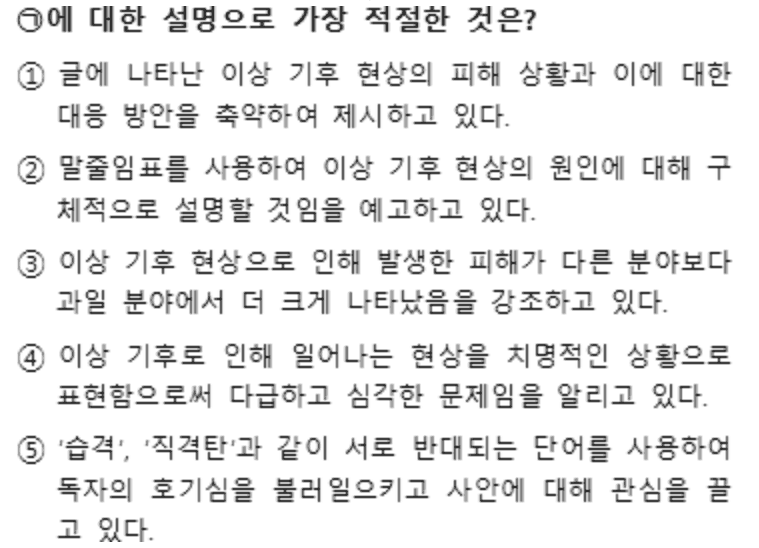 ㉠에 대한 설명으로 가장 적절한 것은?
① 글에 나타난 이상 기후 현상의 피해 상황과 이에 대한
대응 방안을 축약하여 제시하고 있다.
② 말줄임표를 사용하여 이상 기후 현상의 원인에 대해 구
체적으로 설명할 것임을 예고하고 있다.
③ 이상 기후 현상으로 인해 발생한 피해가 다른 분야보다
과일 분야에서 더 크게 나타났음을 강조하고 있다.
④ 이상 기후로 인해 일어나는 현상을 치명적인 상황으로
표현함으로써 다급하고 심각한 문제임을 알리고 있다.
⑤ '습격', '직격탄'과 같이 서로 반대되는 단어를 사용하여
독자의 호기심을 불러일으키고 사안에 대해 관심을 끌
고 있다.